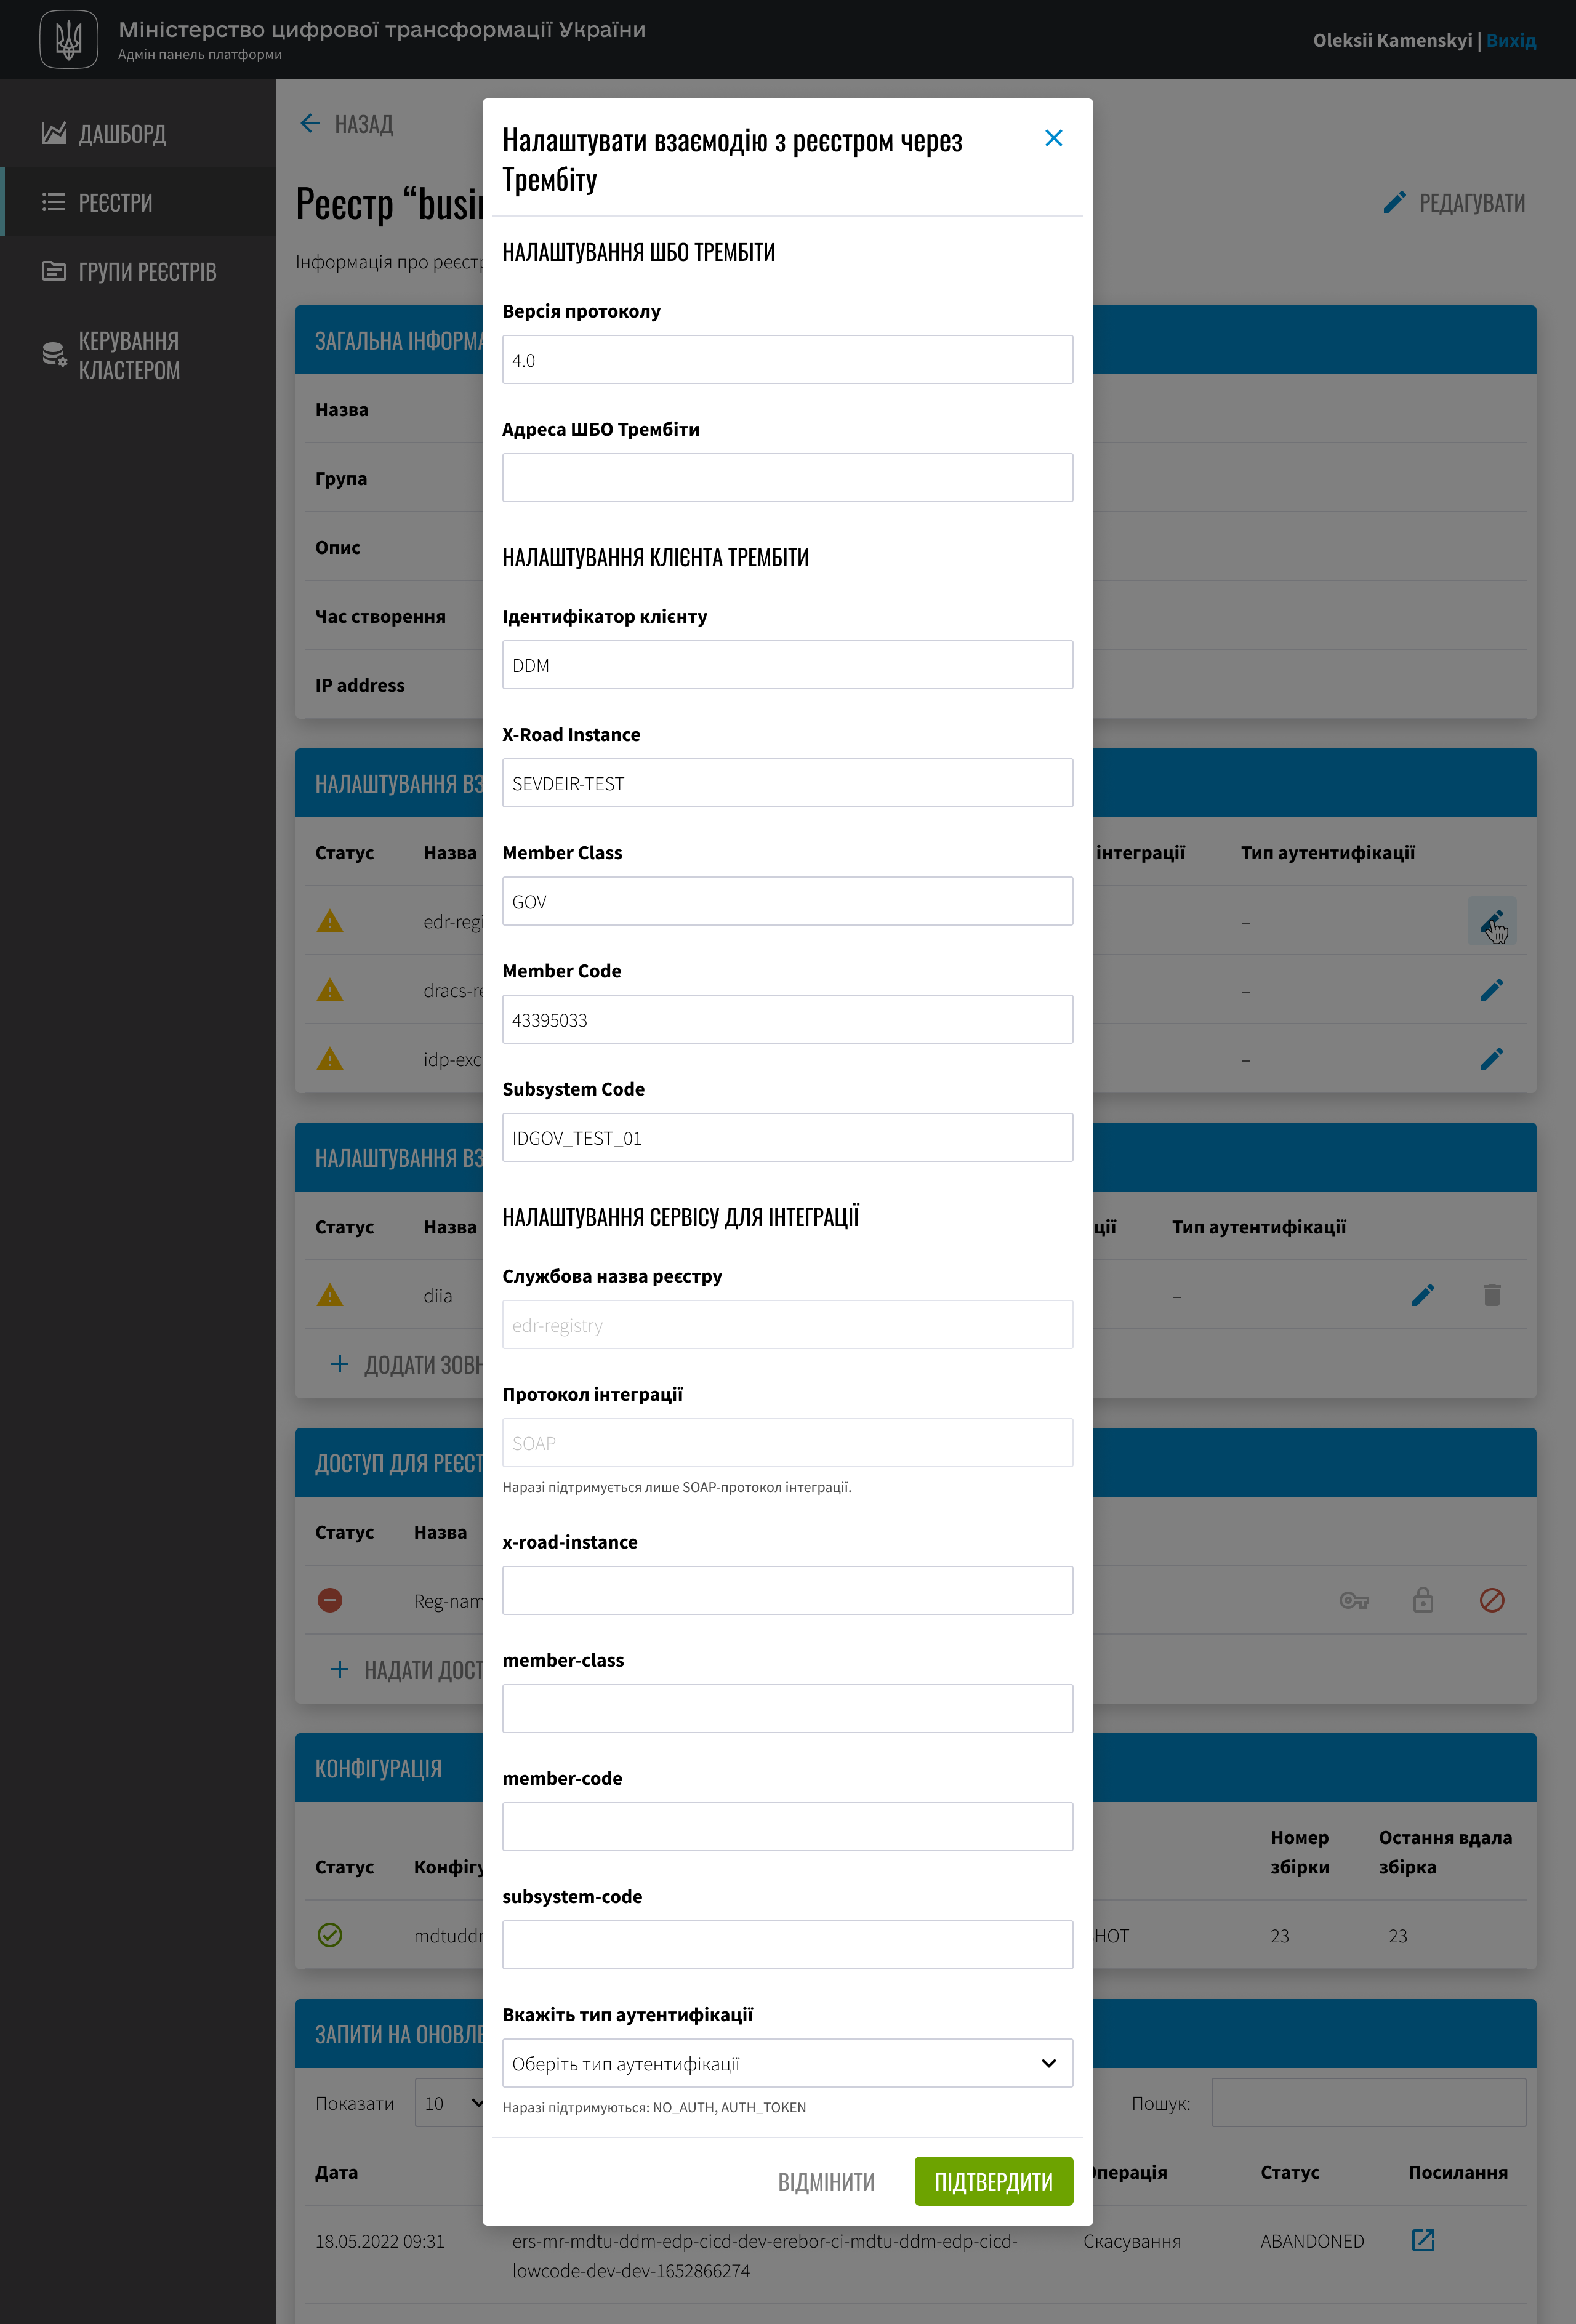 Міністерство цифрової трансформації України
Адмін панель платформи
Oleksii Kamenskyi | Вихід
ДАШБОРД
РЕЄСТРИ
ГРУПИ РЕЄСТРІВ
КЕРУВАННЯ
КЛАСТЕРОМ
НАЗАД
Реєстр “busi
РЕДАГУВАТИ
Інформація про реєстр
ЗАГАЛЬНА ІНФОРМА
Назва
Група
Опис
Час створення
IP address
НАЛАШТУВАННЯ ВЗ
Статус Назва інтеграції Тип аутентифікації
edr-regi –
dracs-re –
idp-exc –
НАЛАШТУВАННЯ ВЗ
Статус Назва ції Тип аутентифікації
diia –
ДОДАТИ ЗОВН
ДОСТУП ДЛЯ РЕЄСТ
Статус Назва
Reg-nam
НАДАТИ ДОСТ
КОНФІГУРАЦІЯ
Статус Конфігу Номер збірки Остання вдала збірка
mdtuddm HOT 23 23
ЗАПИТИ НА ОНОВЛЕ
Показати 10 Пошук:
Дата Операція Статус Посилання
18.05.2022 09:31 ers-mr-mdtu-ddm-edp-cicd-dev-erebor-ci-mdtu-ddm-edp-cicd- Скасування ABANDONED
lowcode-dev-dev-1652866274
Налаштувати взаємодію з реєстром через
Трембіту
НАЛАШТУВАННЯ ШБО ТРЕМБІТИ
Версія протоколу
4.0
Адреса ШБО Трембіти
НАЛАШТУВАННЯ КЛІЄНТА ТРЕМБІТИ
Ідентифікатор клієнту
DDM
X-Road Instance
SEVDEIR-TEST
Member Class
GOV
Member Code
43395033
Subsystem Code
IDGOV_TEST_01
НАЛАШТУВАННЯ СЕРВІСУ ДЛЯ ІНТЕГРАЦІЇ
Службова назва реєстру
edr-registry
Протокол інтеграції
SOAP
Наразі підтримується лише SOAP-протокол інтеграції.
x-road-instance
member-class
member-code
subsystem-code
Вкажіть тип аутентифікації
Оберіть тип аутентифікації
Наразі підтримуються: NO_AUTH, AUTH_TOKEN
ВІДМІНИТИ
ПІДТВЕРДИТИ